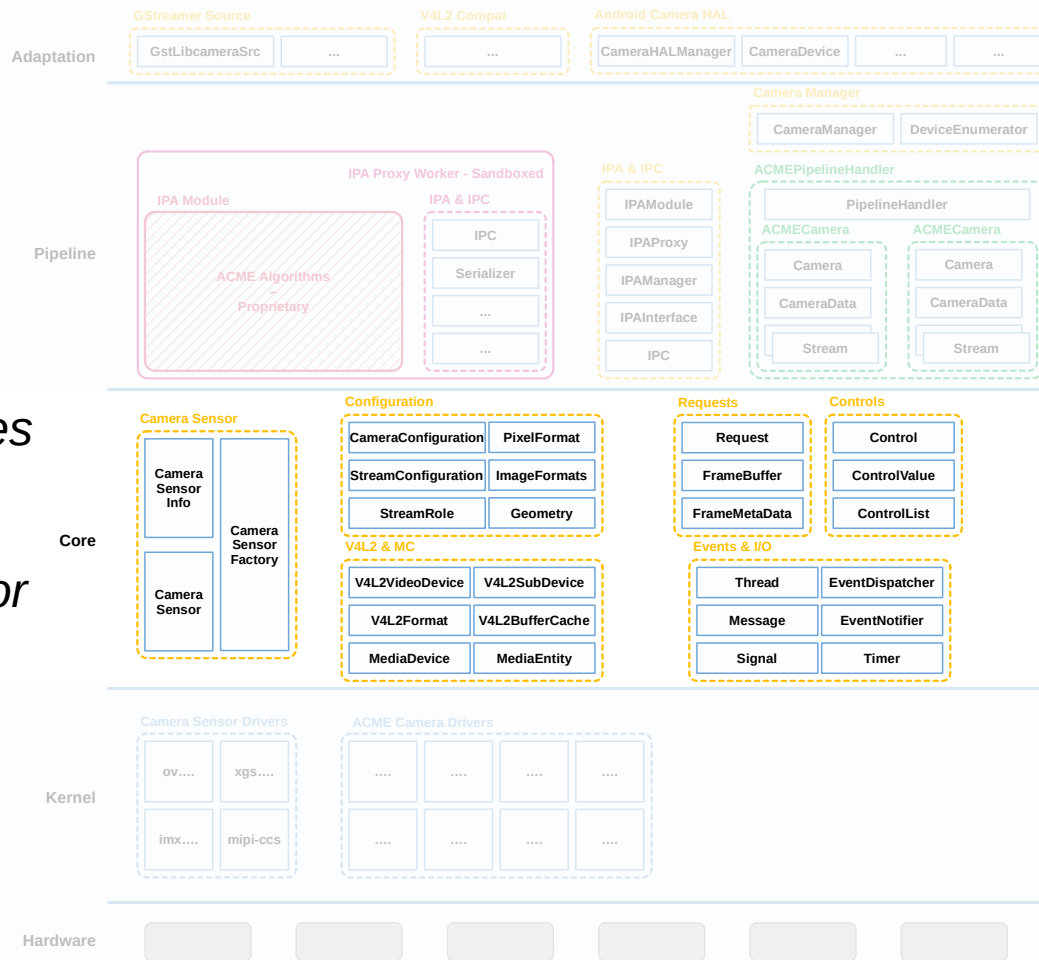 GStreamer Source
V4L2 Compat
Android Camera HAL
Adaptation
GstLibcameraSrc
...
...
CameraHALManager
CameraDevice
...
...
Camera Manager
CameraManager
DeviceEnumerator
IPA Proxy Worker - Sandboxed
IPA & IPC
ACMEPipelineHandler
IPA Module
IPA & IPC
IPAModule
PipelineHandler
IPC
ACMECamera
ACMECamera
IPAProxy
Pipeline
Camera
Camera
Serializer
ACME Algorithms
–
Proprietary
IPAManager
CameraData
CameraData
...
IPAInterface
...
Stream
Stream
IPC
Configuration
Requests
Controls
Camera Sensor
es
CameraConfiguration
PixelFormat
Request
Control
Camera
Sensor
Info
StreamConfiguration
ImageFormats
FrameBuffer
ControlValue
StreamRole
Geometry
FrameMetaData
ControlList
Core
Camera
Sensor
Factory
V4L2 & MC
Events & I/O
or
Camera
Sensor
V4L2VideoDevice
V4L2SubDevice
Thread
EventDispatcher
V4L2Format
V4L2BufferCache
Message
EventNotifier
MediaDevice
MediaEntity
Signal
Timer
Camera Sensor Drivers
ACME Camera Drivers
ov....
xgs....
....
....
....
....
Kernel
imx....
mipi-ccs
....
....
....
....
Hardware